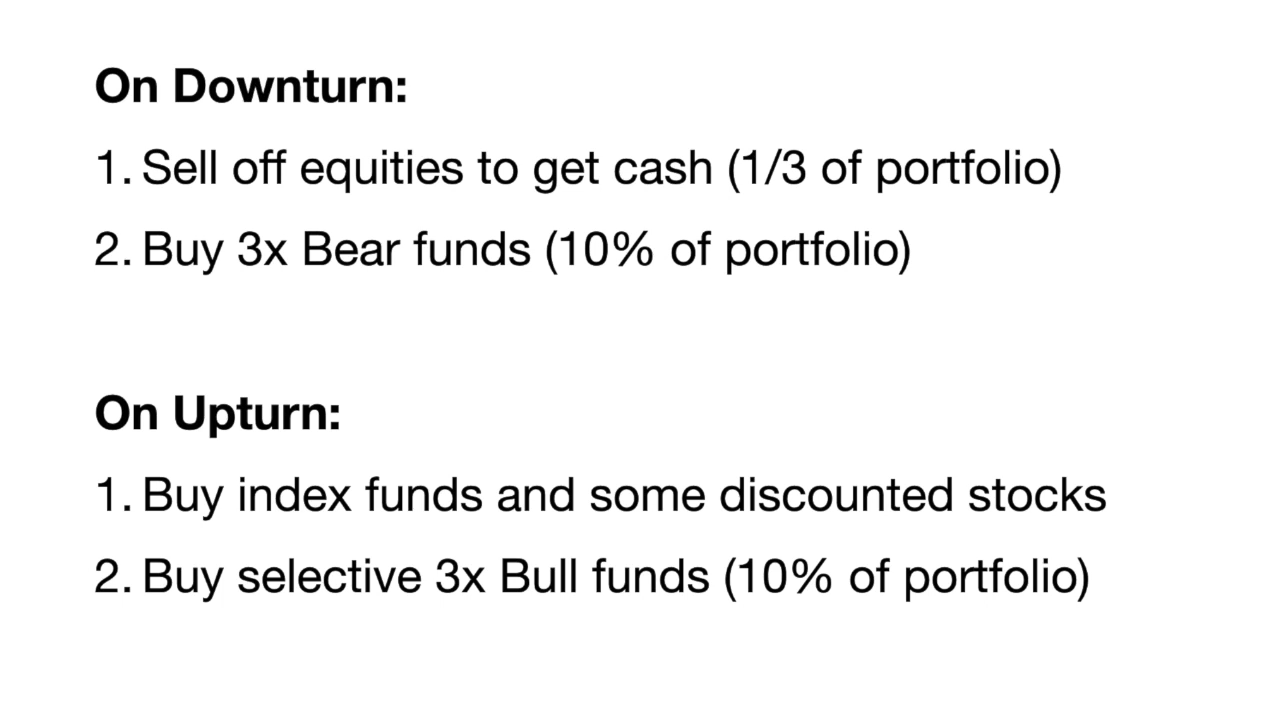 On Downturn:
1. Sell off equities to get cash (1/3 of portfolio)
2. Buy 3x Bear funds (10% of portfolio)
On Upturn:
1. Buy index funds and some discounted stocks
2. Buy selective 3x Bull funds (10% of portfolio)